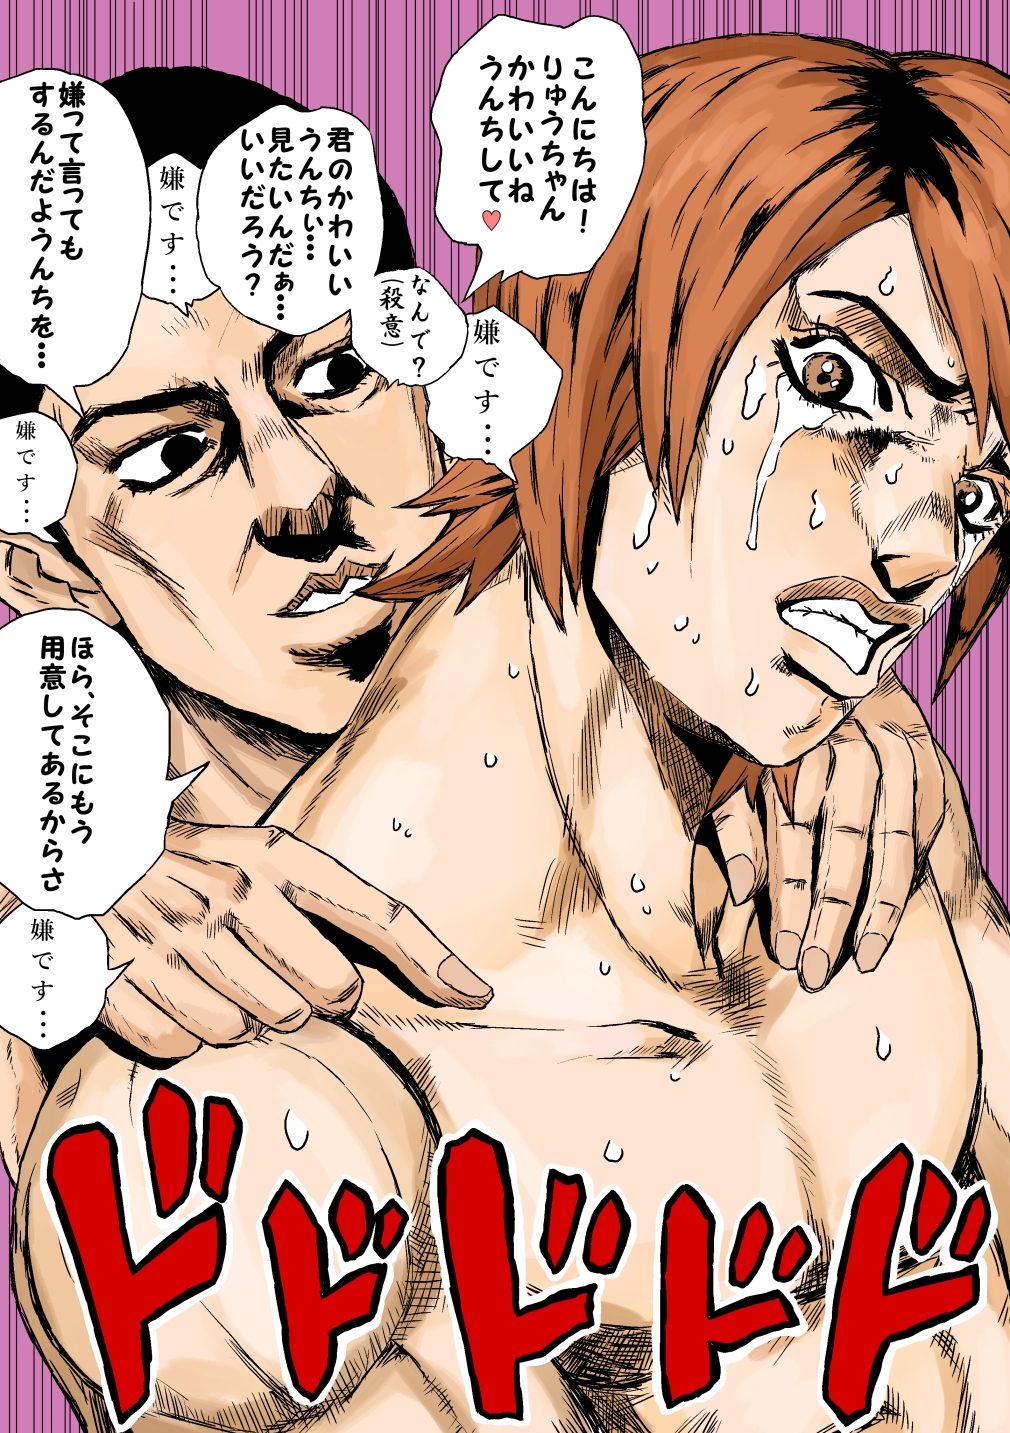 こんにちは！
りゅうちゃん
かわいいね
うんちして♥
嫌です…
なんで？
(殺意)
君のかわいい
うんちぃ…
見たいんだぁ…
いいだろう？
嫌です…
嫌って言っても
するんだようんちを…
嫌です…
ほら、そこにもう
用意してあるからさ
嫌です…
ドドドドド